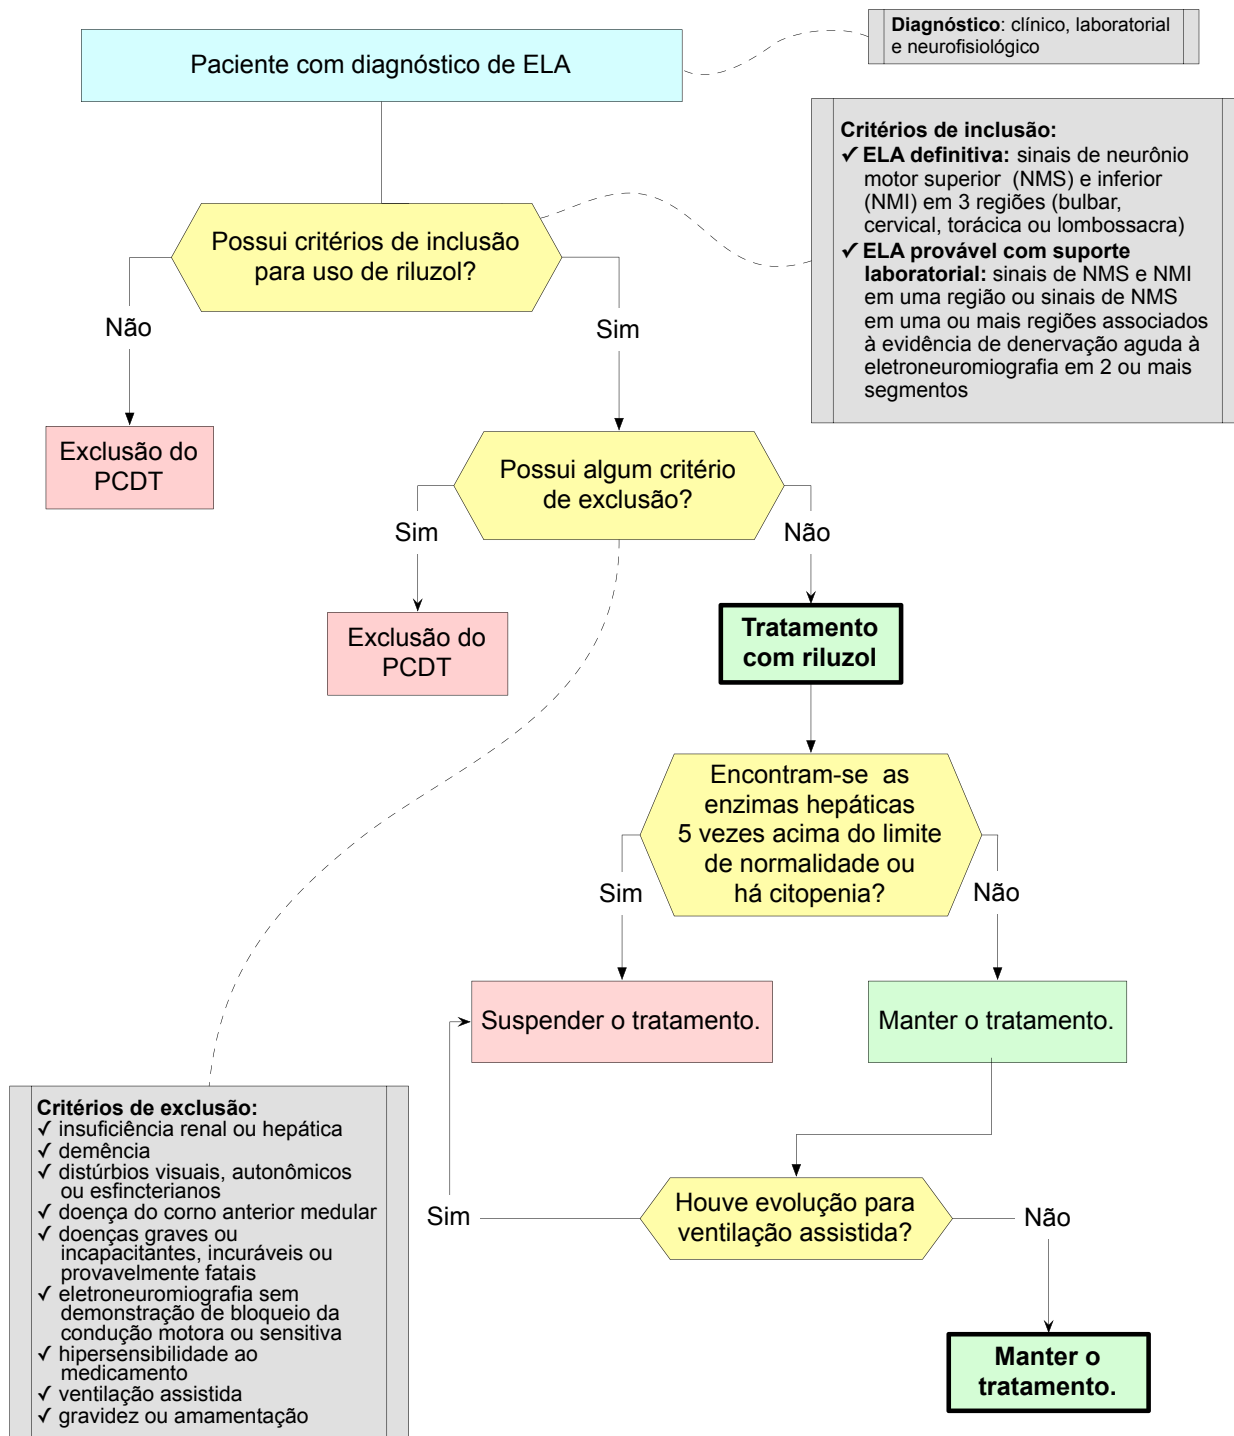 Paciente com diagnóstico de ELA
Diagnóstico: clínico, laboratorial
e neurofisiológico
Critérios de inclusão:
✓ ELA definitiva: sinais de neurônio
motor superior (NMS) e inferior
(NMI) em 3 regiões (bulbar,
cervical, torácica ou lombossacra)
✓ ELA provável com suporte
laboratorial: sinais de NMS e NMI
em uma região ou sinais de NMS
em uma ou mais regiões associados
à evidência de denervação aguda à
eletroneuromiografia em 2 ou mais
segmentos
Possui critérios de inclusão
para uso de riluzol?
Não
Sim
Exclusão do
PCDT
Possui algum critério
de exclusão?
Sim
Não
Exclusão do
PCDT
Tratamento
com riluzol
Encontram-se as
enzimas hepáticas
5 vezes acima do limite
de normalidade ou
há citopenia?
Sim
Não
Suspender o tratamento.
Manter o tratamento.
Critérios de exclusão:
✓ insuficiência renal ou hepática
✓ demência
✓ distúrbios visuais, autonômicos
ou esfincterianos
✓ doença do corno anterior medular
✓ doenças graves ou
incapacitantes, incuráveis ou
provavelmente fatais
✓ eletroneuromiografia sem
demonstração de bloqueio da
condução motora ou sensitiva
✓ hipersensibilidade ao
medicamento
✓ ventilação assistida
✓ gravidez ou amamentação
Houve evolução para
ventilação assistida?
Sim
Não
Manter o
tratamento.